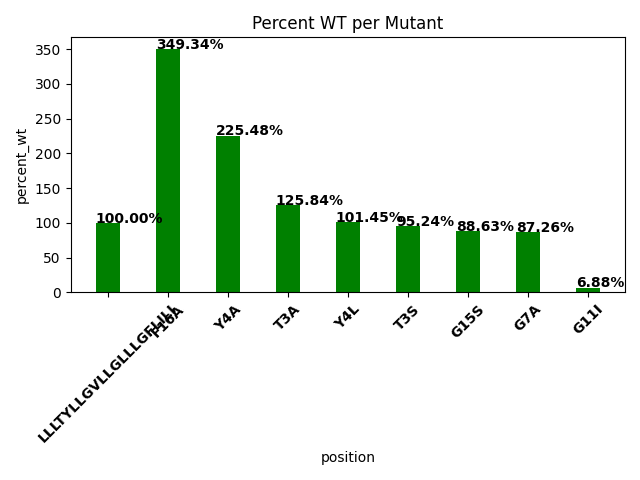 Percent WT per Mutant
349.34%
225.48%
125.84%
100.00%
101.45%
95.24%
88.63%
87.26%
6.88%
350
300
250
200
150
100
50
0
percent_wt
F16A
Y4A
T3A
Y4L
T3S
G15S
G7A
G11I
position